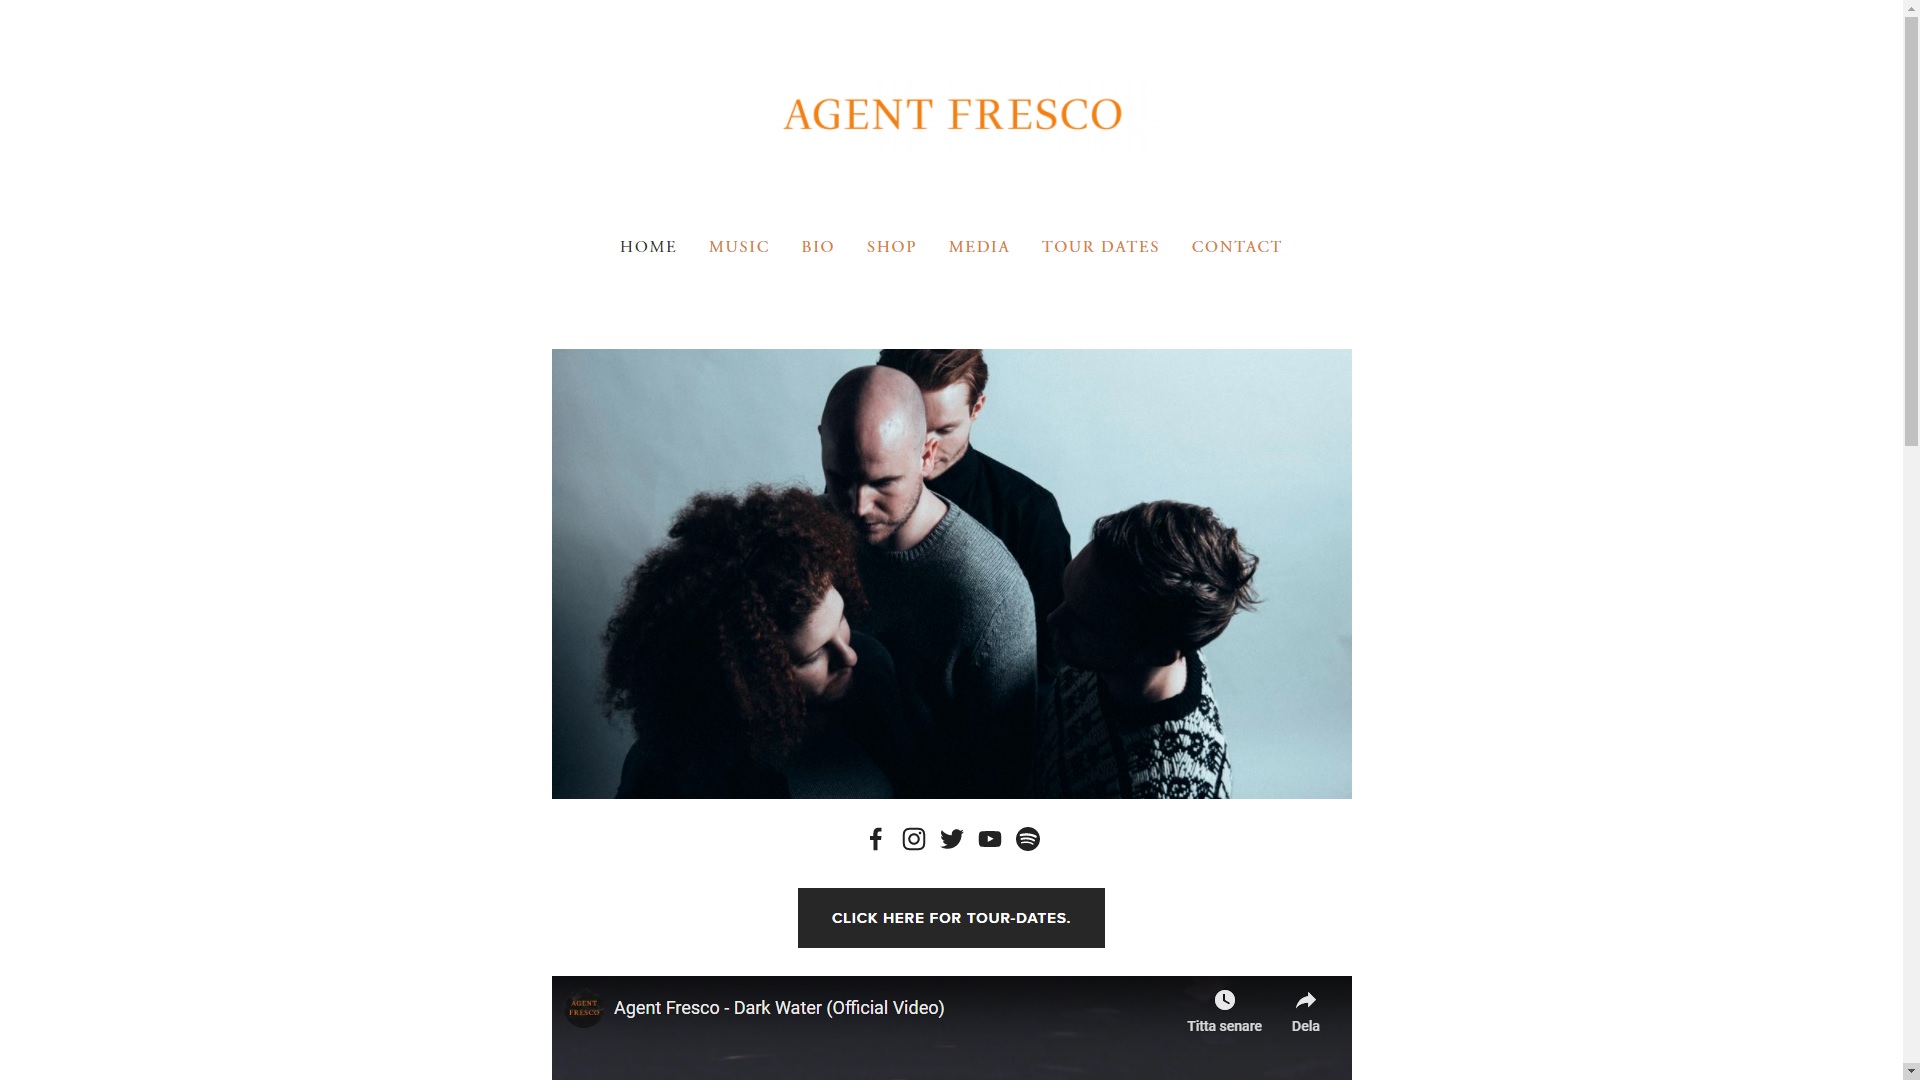 AGENT FRESCO
HOME MUSIC BIO SHOP MEDIA TOUR DATES CONTACT
CLICK HERE FOR TOUR-DATES.
AGENT
FRESCO
Agent Fresco - Dark Water (Official Video)
Titta senare Dela